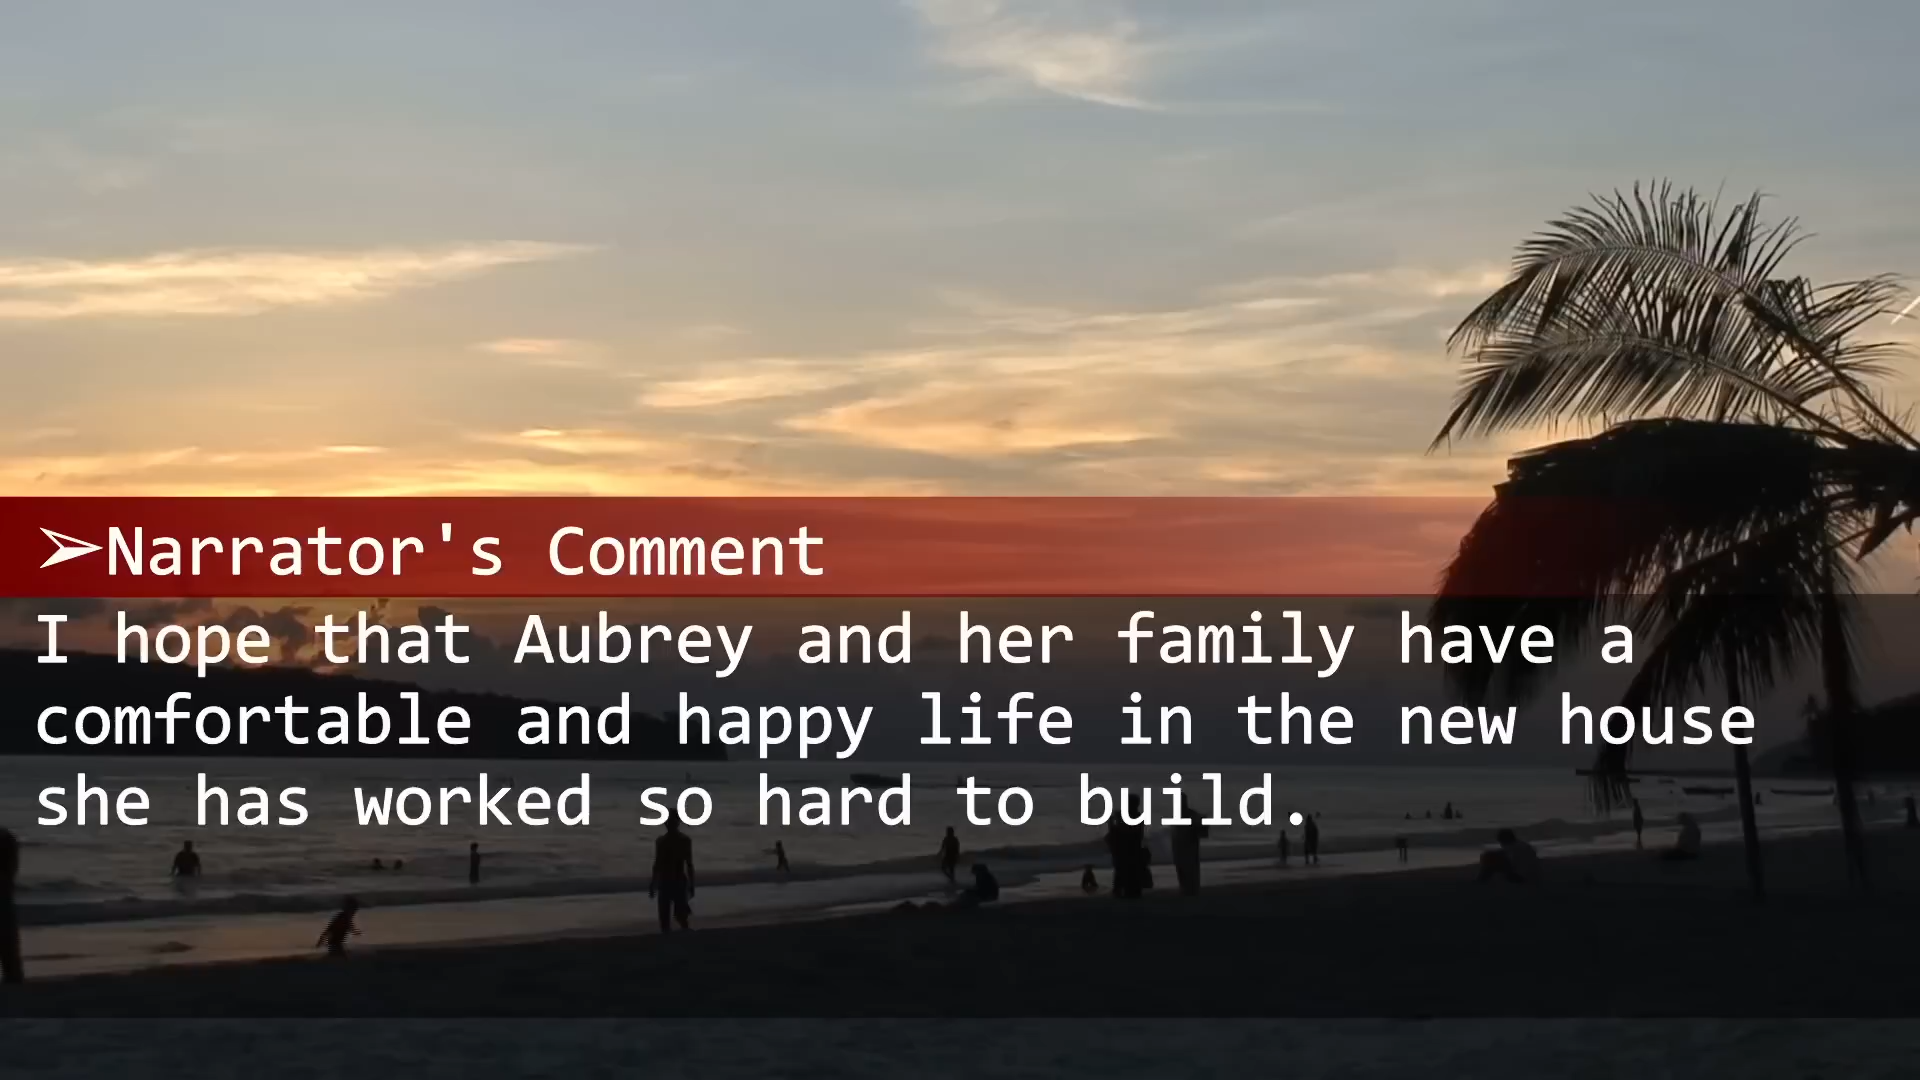 ➢Narrator's Comment
I hope that Aubrey and her family have a
comfortable and happy life in the new house
she has worked so hard to build.